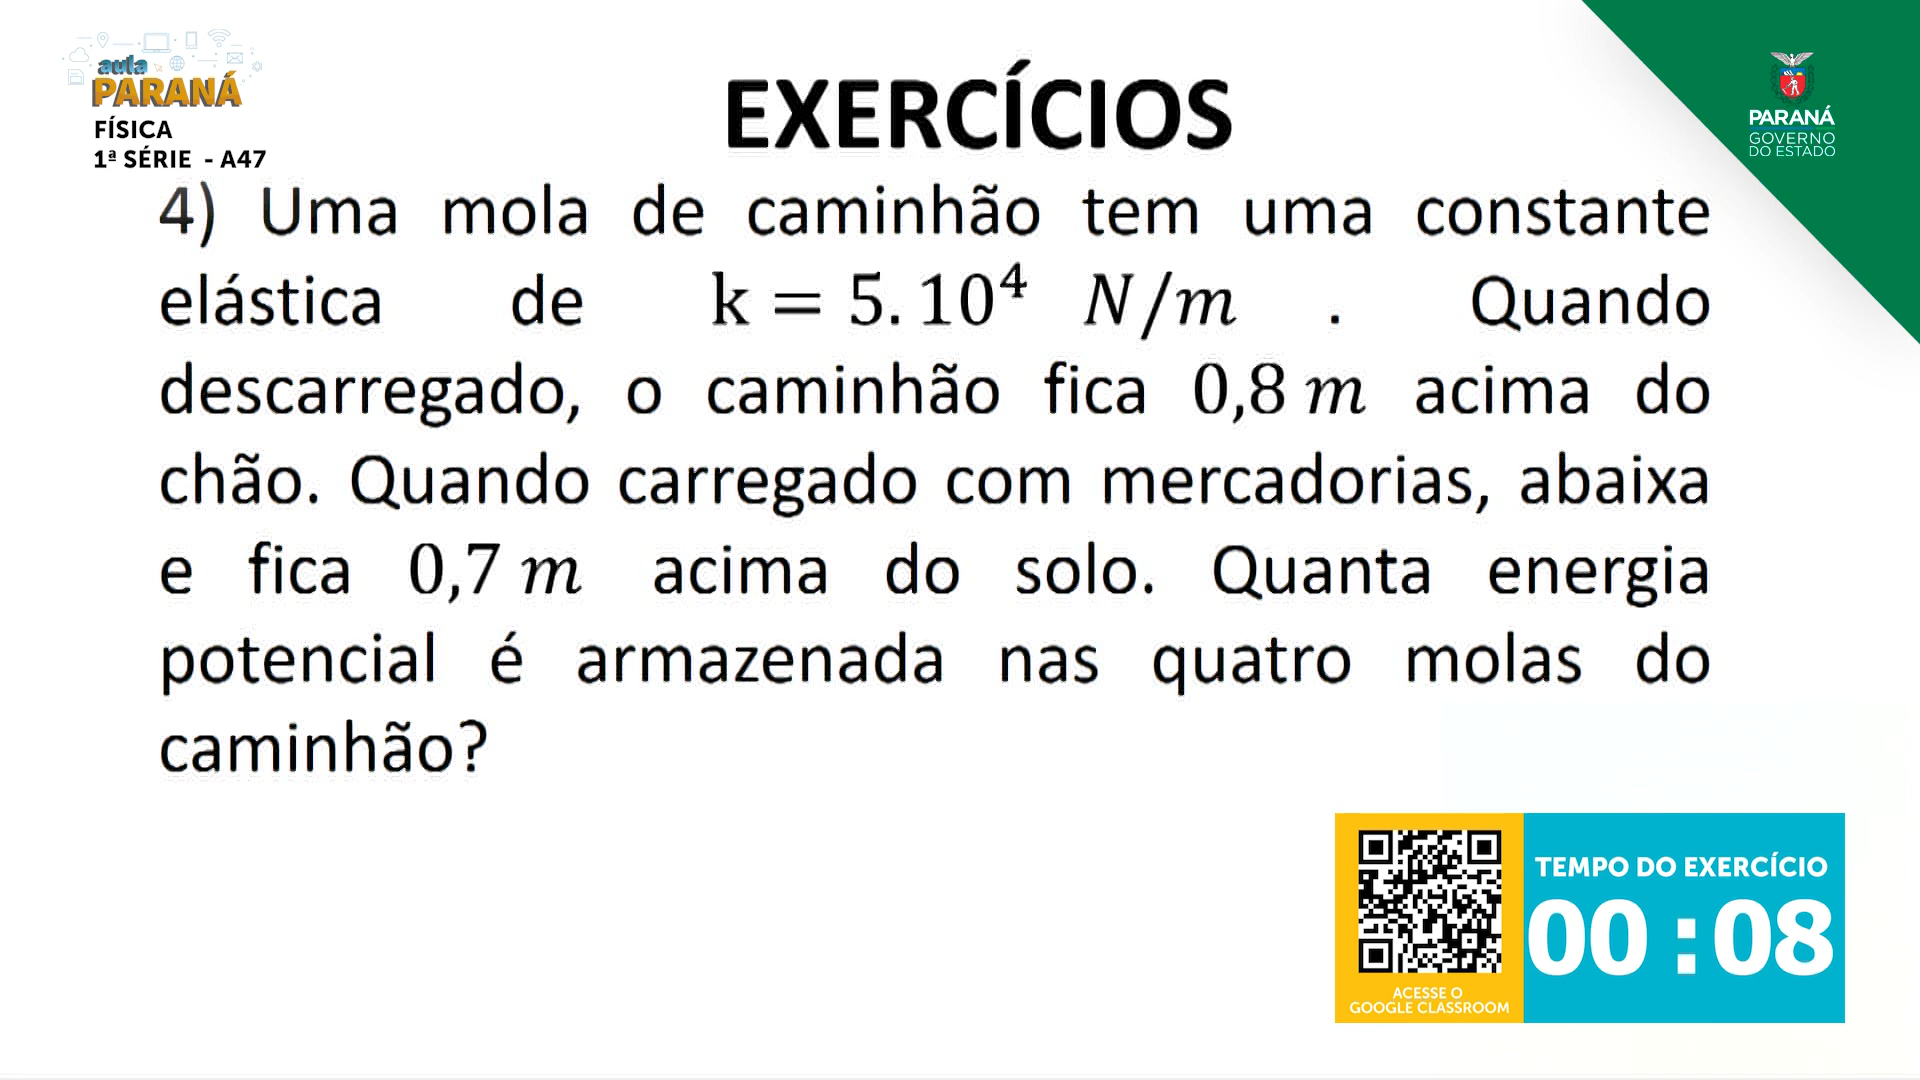 aula
PARANÁ
FÍSICA
1ª SÉRIE - A47
EXERCÍCIOS
PARANÁ
GOVERNO
DO ESTADO
4) Uma mola de caminhão tem uma constante
elástica de k = 5. 10⁴ N/m . Quando
descarregado, o caminhão fica 0,8 m acima do
chão. Quando carregado com mercadorias, abaixa
e fica 0,7 m acima do solo. Quanta energia
potencial é armazenada nas quatro molas do
caminhão?
ACESSE O
GOOGLE CLASSROOM
TEMPO DO EXERCÍCIO
00 : 08